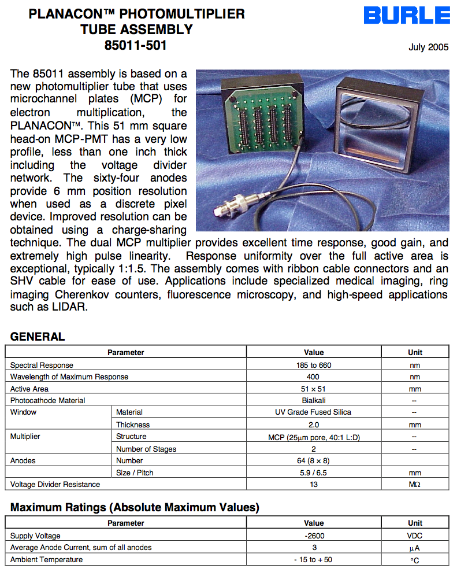 PLANACON™ PHOTOMULTIPLIER
TUBE ASSEMBLY
85011-501
BURLE
July 2005
The 85011 assembly is based on a
new photomultiplier tube that uses
microchannel plates (MCP) for
electron multiplication, the
PLANACON™. This 51 mm square
head-on MCP-PMT has a very low
profile, less than one inch thick
including the voltage divider
network. The sixty-four anodes
provide 6 mm position resolution
when used as a discrete pixel
device. Improved resolution can be
obtained using a charge-sharing
technique. The dual MCP multiplier provides excellent time response, good gain, and
extremely high pulse linearity. Response uniformity over the full active area is
exceptional, typically 1:1.5. The assembly comes with ribbon cable connectors and an
SHV cable for ease of use. Applications include specialized medical imaging, ring
imaging Cherenkov counters, fluorescence microscopy, and high-speed applications
such as LIDAR.
GENERAL
Parameter Value Unit
Spectral Response 185 to 660 nm
Wavelength of Maximum Response 400 nm
Active Area 51 x 51 mm
Photocathode Material Bialkali --
Window Material UV Grade Fused Silica --
Thickness 2.0 mm
Multiplier Structure MCP (25µm pore, 40:1 L:D) --
Number of Stages 2 --
Anodes Number 64 (8 x 8)
Size / Pitch 5.9 / 6.5 mm
Voltage Divider Resistance 13 MΩ
Maximum Ratings (Absolute Maximum Values)
Parameter Value Unit
Supply Voltage -2600 VDC
Average Anode Current, sum of all anodes 3 µA
Ambient Temperature - 15 to + 50 °C